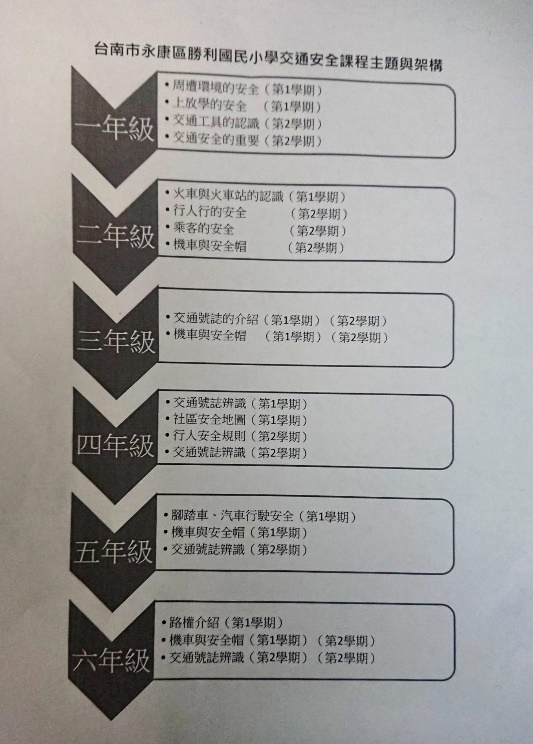 台南市永康區勝利國民小學交通安全課程主題與架構
一年級
•周遭環境的安全（第1學期）
•上放學的安全　（第1學期）
•交通工具的認識（第2學期）
•交通安全的重要（第2學期）
二年級
•火車與火車站的認識（第1學期）
•行人行的安全　　　（第2學期）
•乘客的安全　　　　（第2學期）
•機車與安全帽　　　（第2學期）
三年級
•交通號誌的介紹（第1學期）（第2學期）
•機車與安全帽　（第1學期）（第2學期）
四年級
•交通號誌辨識（第1學期）
•社區安全地圖（第1學期）
•行人安全規則（第2學期）
•交通號誌辨識（第2學期）
五年級
•腳踏車、汽車行駛安全（第1學期）
•機車與安全帽（第1學期）
•交通號誌辨識（第2學期）
六年級
•路權介紹（第1學期）
•機車與安全帽（第1學期）（第2學期）
•交通號誌辨識（第2學期）（第2學期）